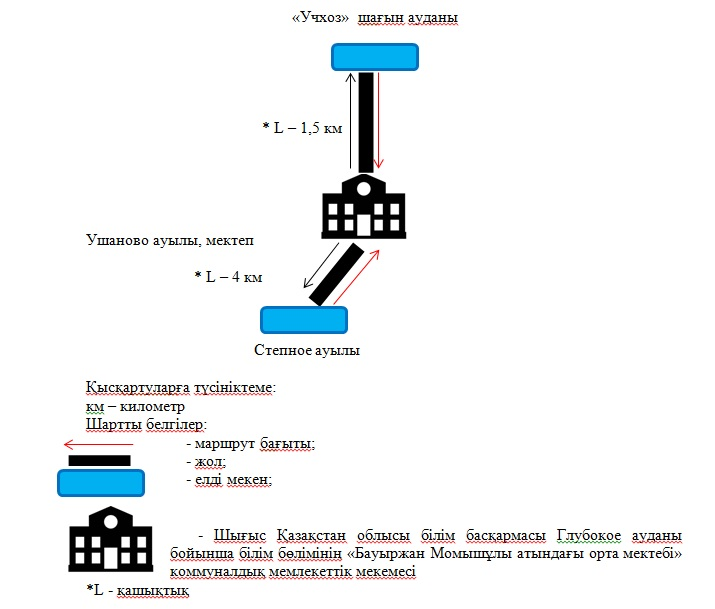 «Учхоз» шағын ауданы
* L – 1,5 км
Ушаново ауылы, мектеп
* L – 4 км
Степное ауылы
Қысқартуларға түсініктеме:
км – километр
Шартты белгілер:
- маршрут бағыты;
- жол;
- елді мекен;
- Шығыс Қазақстан облысы білім басқармасы Глубокое ауданы
бойынша білім бөлімінің «Бауыржан Момышұлы атындағы орта мектебі»
коммуналдық мемлекеттік мекемесі
*L - қашықтық